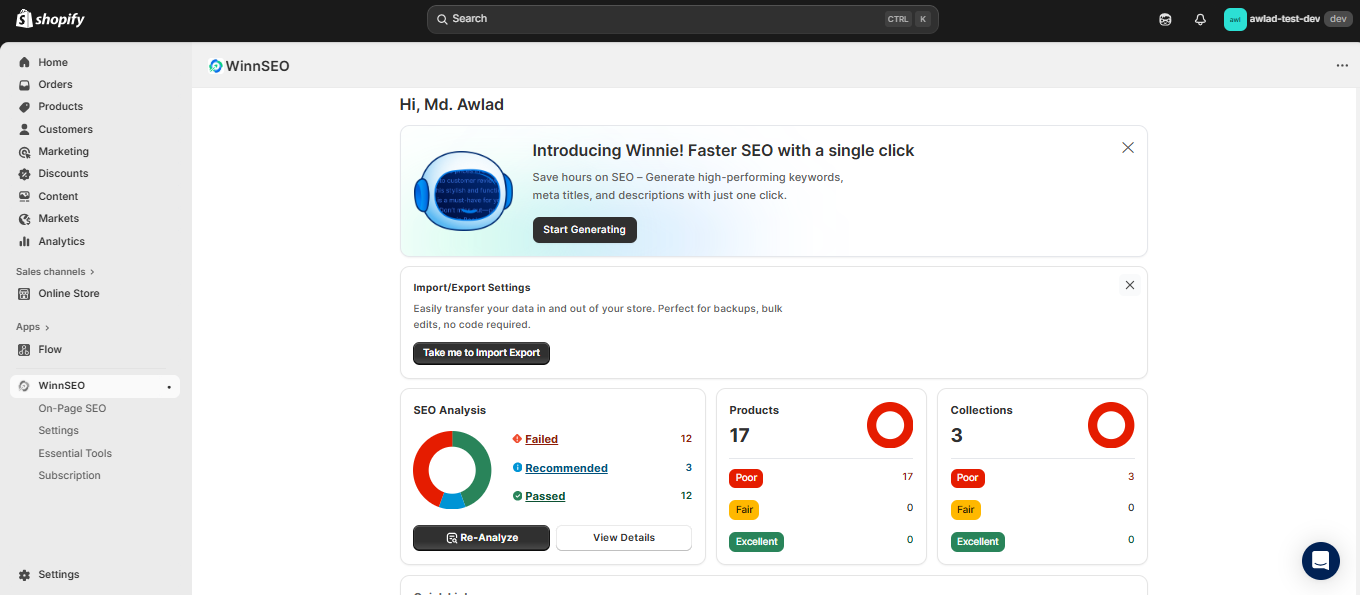 shopify
Search
CTRL K
awl
awlad-test-dev
dev
Home
Orders
Products
Customers
Marketing
Discounts
Content
Markets
Analytics
Sales channels
Online Store
Apps
Flow
WinnSEO
On-Page SEO
Settings
Essential Tools
Subscription
Settings
WinnSEO
Hi, Md. Awlad
Introducing Winnie! Faster SEO with a single click
Save hours on SEO – Generate high-performing keywords,
meta titles, and descriptions with just one click.
Start Generating
Import/Export Settings
Easily transfer your data in and out of your store. Perfect for backups, bulk
edits, no code required.
Take me to Import Export
SEO Analysis
Failed 12
Recommended 3
Passed 12
Re-Analyze
View Details
Products
17
Poor 17
Fair 0
Excellent 0
Collections
3
Poor 3
Fair 0
Excellent 0